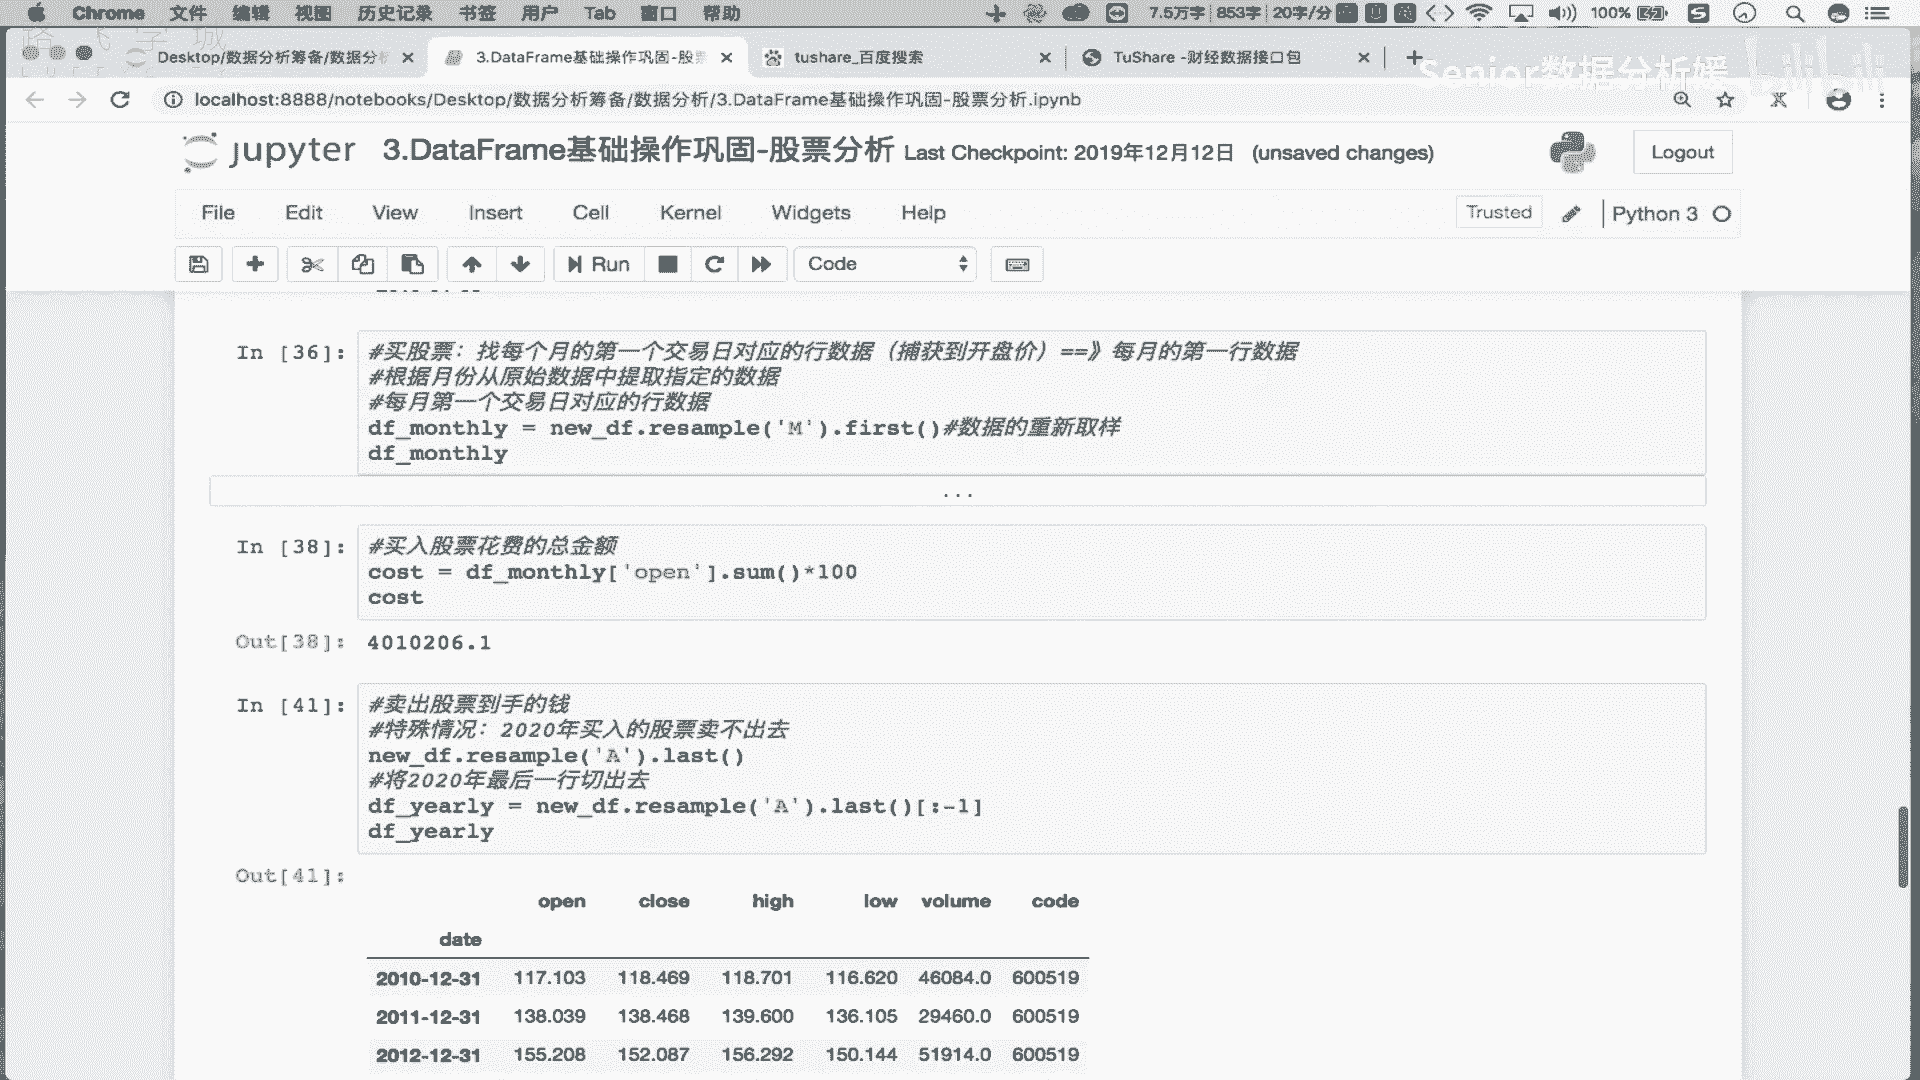 Chrome 文件 编辑 视图 历史记录 书签 用户 Tab 窗口 帮助 7.5万字 853字 20字/分 100%
Desktop/数据分析筹备/数据分析 3.DataFrame基础操作巩固-股票 tushare_百度搜索 TuShare -财经数据接口包
Senior数据分析媛 bilibili
localhost:8888/notebooks/Desktop/数据分析筹备/数据分析/3.DataFrame基础操作巩固-股票分析.ipynb
jupyter 3.DataFrame基础操作巩固-股票分析 Last Checkpoint: 2019年12月12日 (unsaved changes) Logout
File Edit View Insert Cell Kernel Widgets Help Trusted Python 3
Run Code
In [36]: #买股票：找每个月的第一个交易日对应的行数据（捕获到开盘价）==》每月的第一行数据
#根据月份从原始数据中提取指定的数据
#每月第一个交易日对应的行数据
df_monthly = new_df.resample('M').first()#数据的重新取样
df_monthly
...
In [38]: #买入股票花费的总金额
cost = df_monthly['open'].sum()*100
cost
Out[38]: 4010206.1
In [41]: #卖出股票到手的钱
#特殊情况：2020年买入的股票卖不出去
new_df.resample('A').last()
#将2020年最后一行切出去
df_yearly = new_df.resample('A').last()[:-1]
df_yearly
Out[41]:
open close high low volume code
date
2010-12-31 117.103 118.469 118.701 116.620 46084.0 600519
2011-12-31 138.039 138.468 139.600 136.105 29460.0 600519
2012-12-31 155.208 152.087 156.292 150.144 51914.0 600519